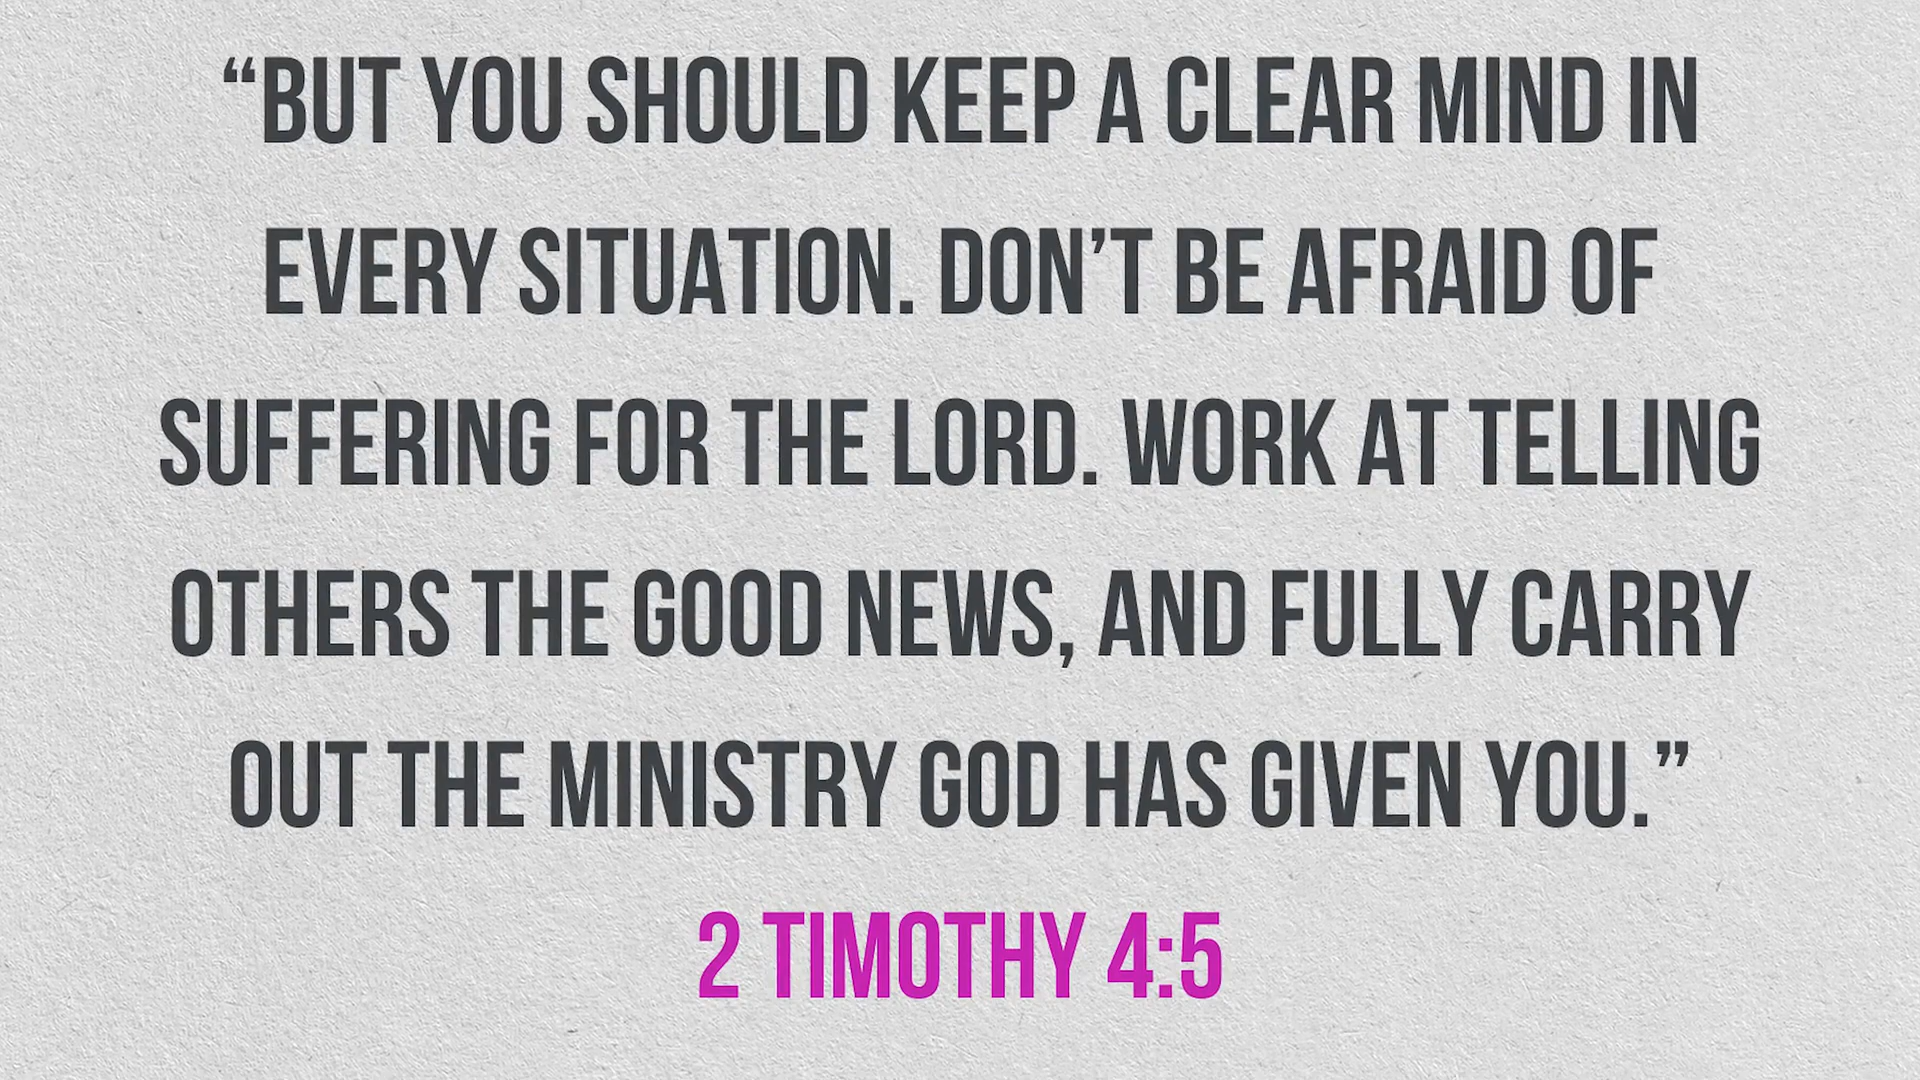 “BUT YOU SHOULD KEEP A CLEAR MIND IN
EVERY SITUATION. DON’T BE AFRAID OF
SUFFERING FOR THE LORD. WORK AT TELLING
OTHERS THE GOOD NEWS, AND FULLY CARRY
OUT THE MINISTRY GOD HAS GIVEN YOU.”
2 TIMOTHY 4:5